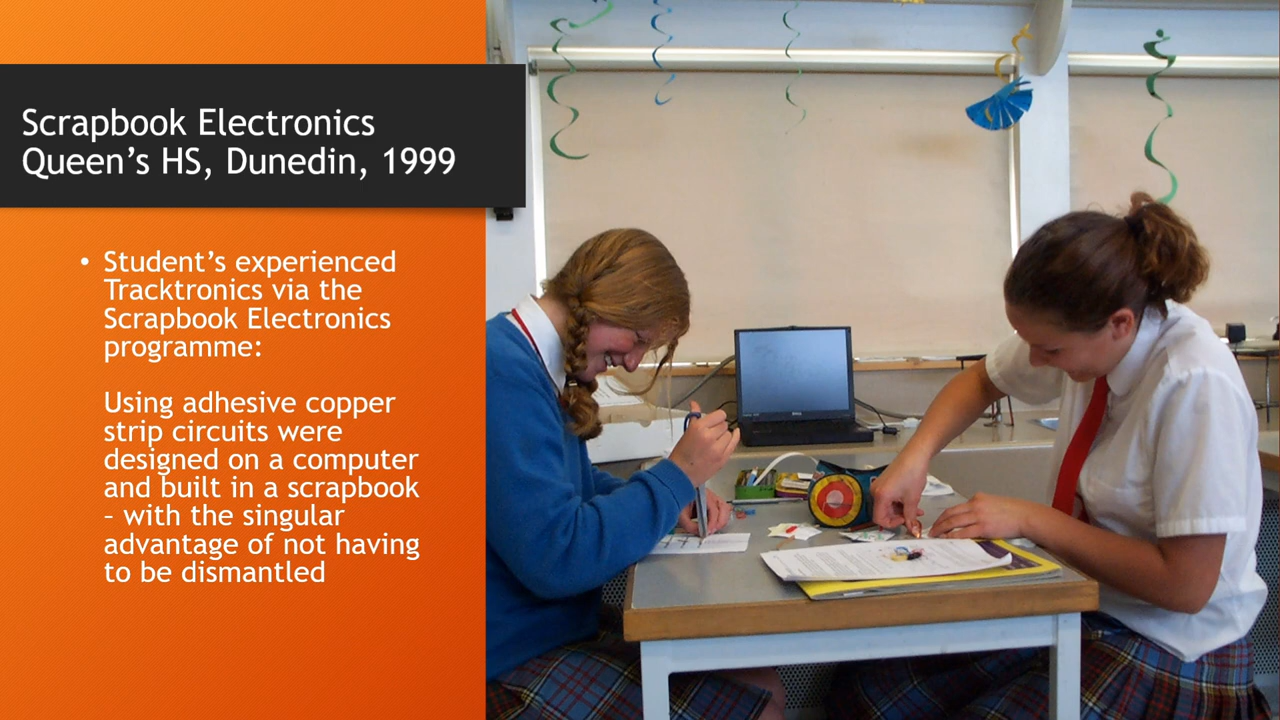 Scrapbook Electronics
Queen’s HS, Dunedin, 1999
• Student’s experienced
Tracktronics via the
Scrapbook Electronics
programme:
Using adhesive copper
strip circuits were
designed on a computer
and built in a scrapbook
– with the singular
advantage of not having
to be dismantled